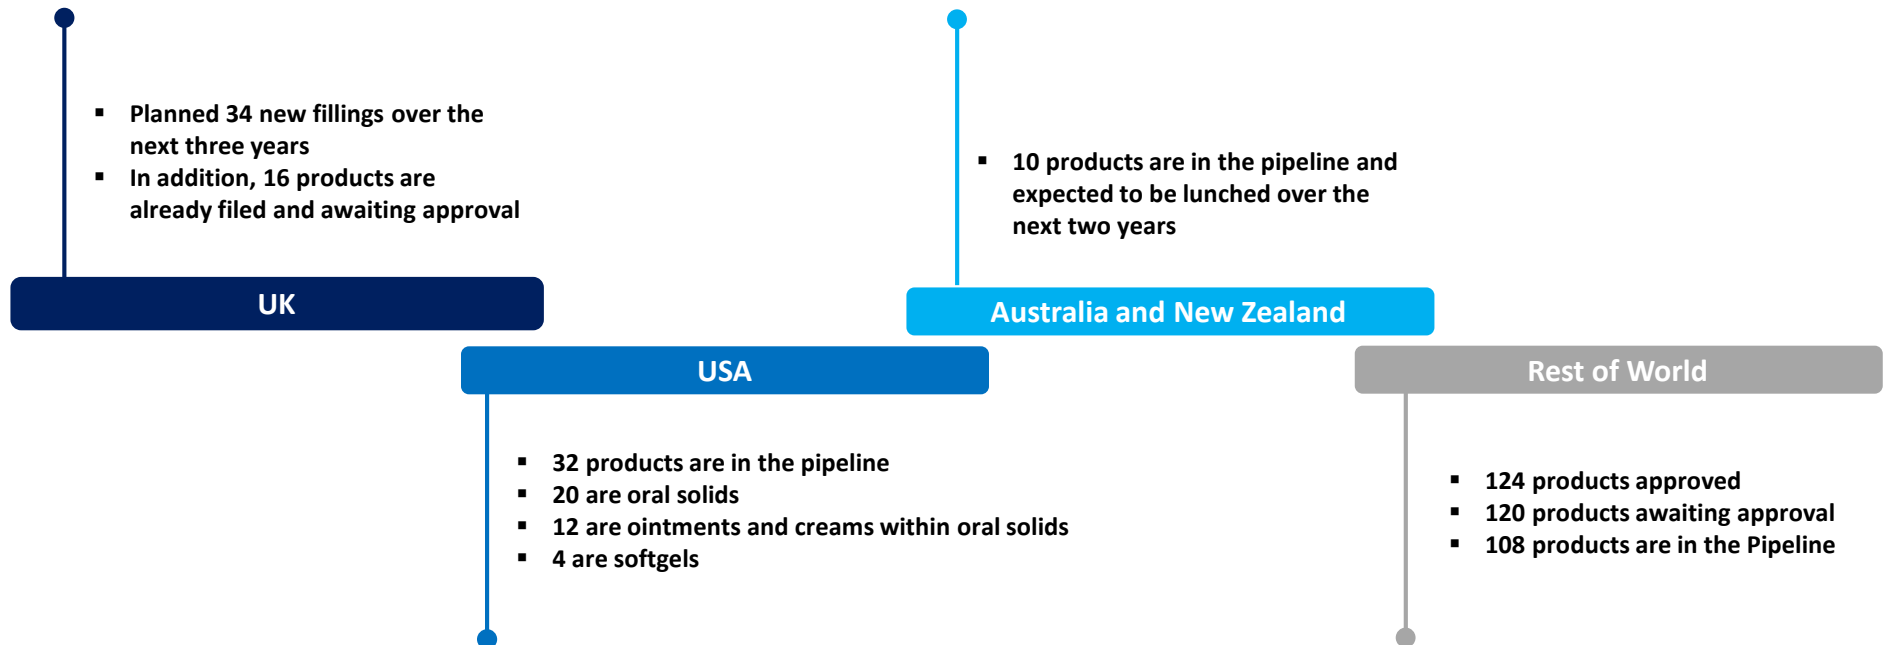 ▪ Planned 34 new fillings over the
next three years
▪ In addition, 16 products are
already filed and awaiting approval
UK
USA
▪ 32 products are in the pipeline
▪ 20 are oral solids
▪ 12 are ointments and creams within oral solids
▪ 4 are softgels
▪ 10 products are in the pipeline and
expected to be lunched over the
next two years
Australia and New Zealand
Rest of World
▪ 124 products approved
▪ 120 products awaiting approval
▪ 108 products are in the Pipeline